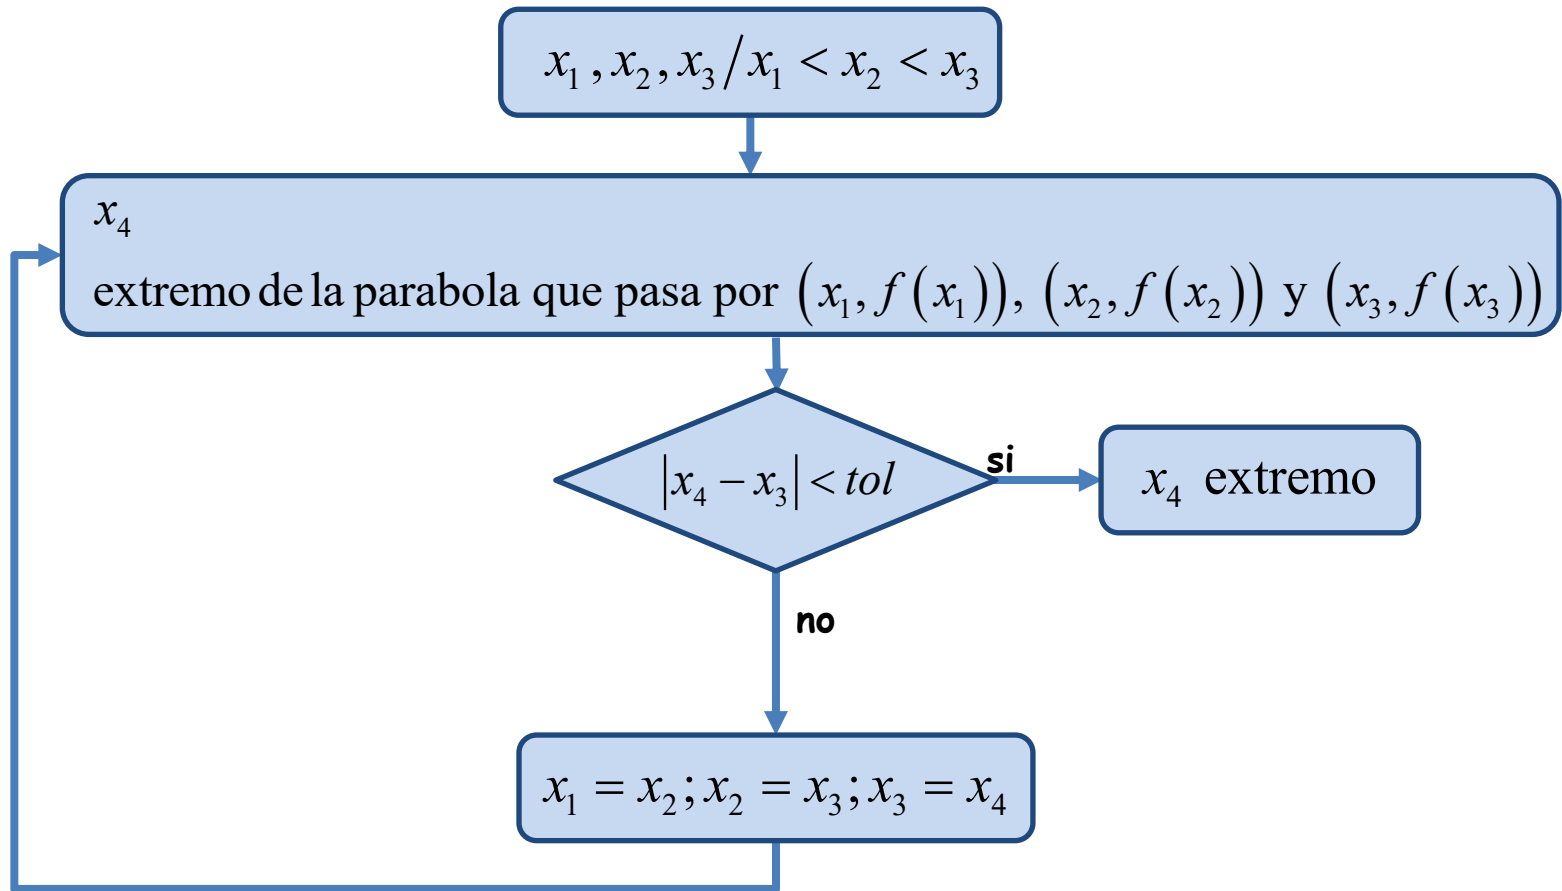 x₁, x₂, x₃/x₁ < x₂ < x₃
x₄
extremo de la parabola que pasa por (x₁, f(x₁)), (x₂, f(x₂)) y (x₃, f(x₃))
|x₄ − x₃| < tol
si
x₄ extremo
no
x₁ = x₂; x₂ = x₃; x₃ = x₄